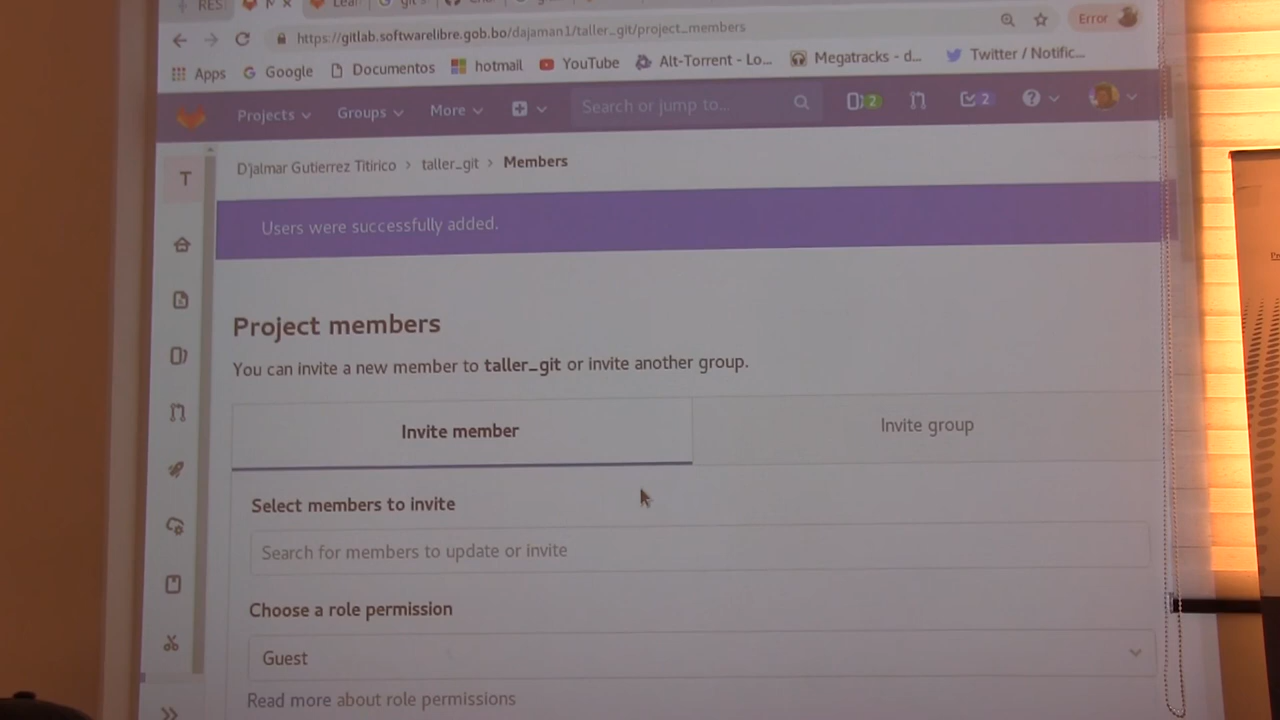 RES
https://gitlab.softwarelibre.gob.bo/dajaman1/taller_git/project_members
Error
Apps Google Documentos hotmail YouTube Alt-Torrent - Lo... Megatracks - d... Twitter / Notific...
Projects Groups More Search or jump to... 2 2
D'jalmar Gutierrez Titirico > taller_git > Members
T
Users were successfully added.
Project members
You can invite a new member to taller_git or invite another group.
Invite member Invite group
Select members to invite
Search for members to update or invite
Choose a role permission
Guest
Read more about role permissions